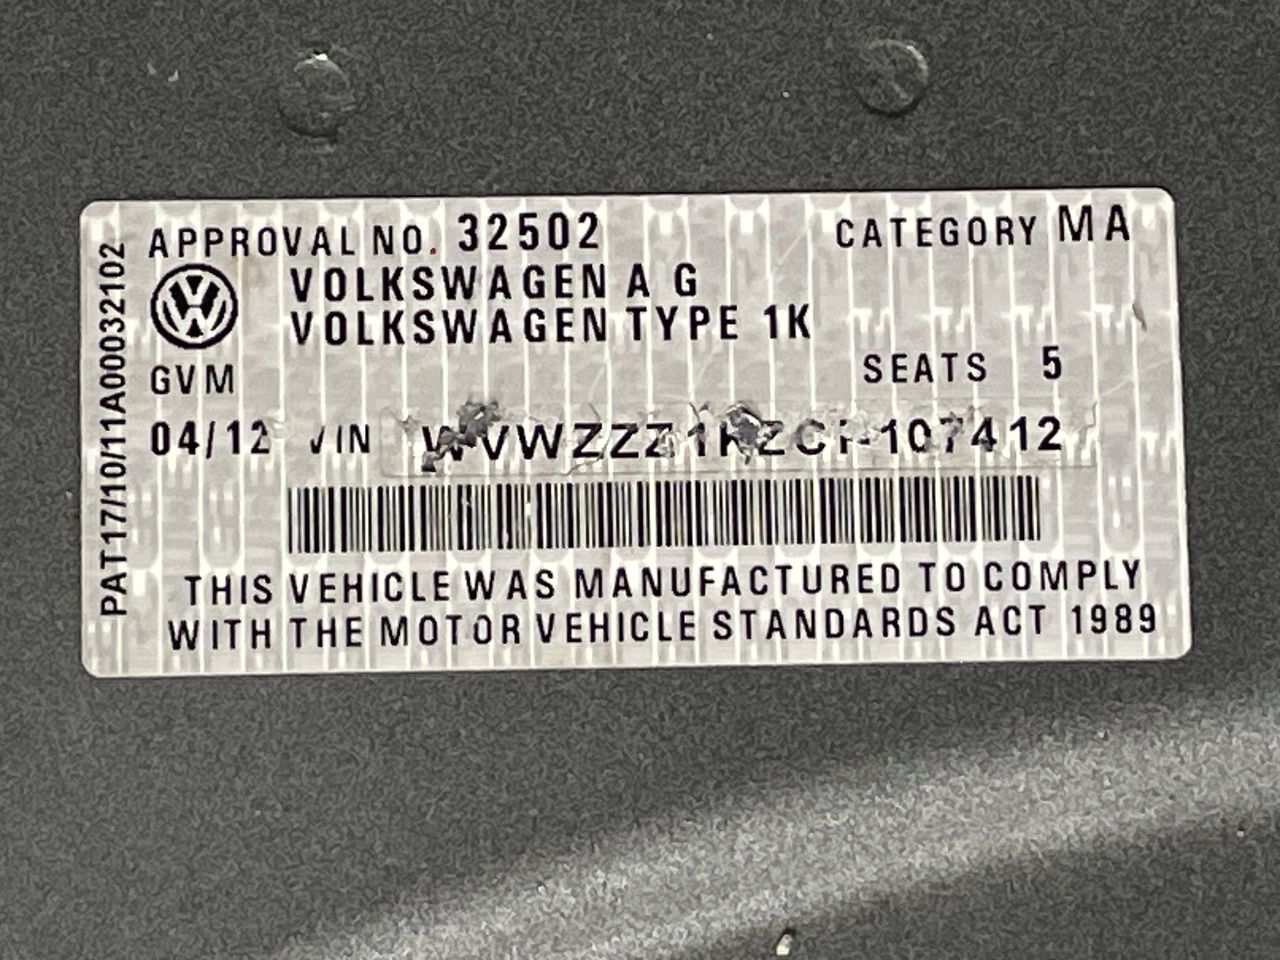 APPROVAL NO. 32502 CATEGORY MA
VOLKSWAGEN A G
VOLKSWAGEN TYPE 1K
GVM SEATS 5
04/12 VIN
THIS VEHICLE WAS MANUFACTURED TO COMPLY
WITH THE MOTOR VEHICLE STANDARDS ACT 1989
PAT17/10/11A00032102